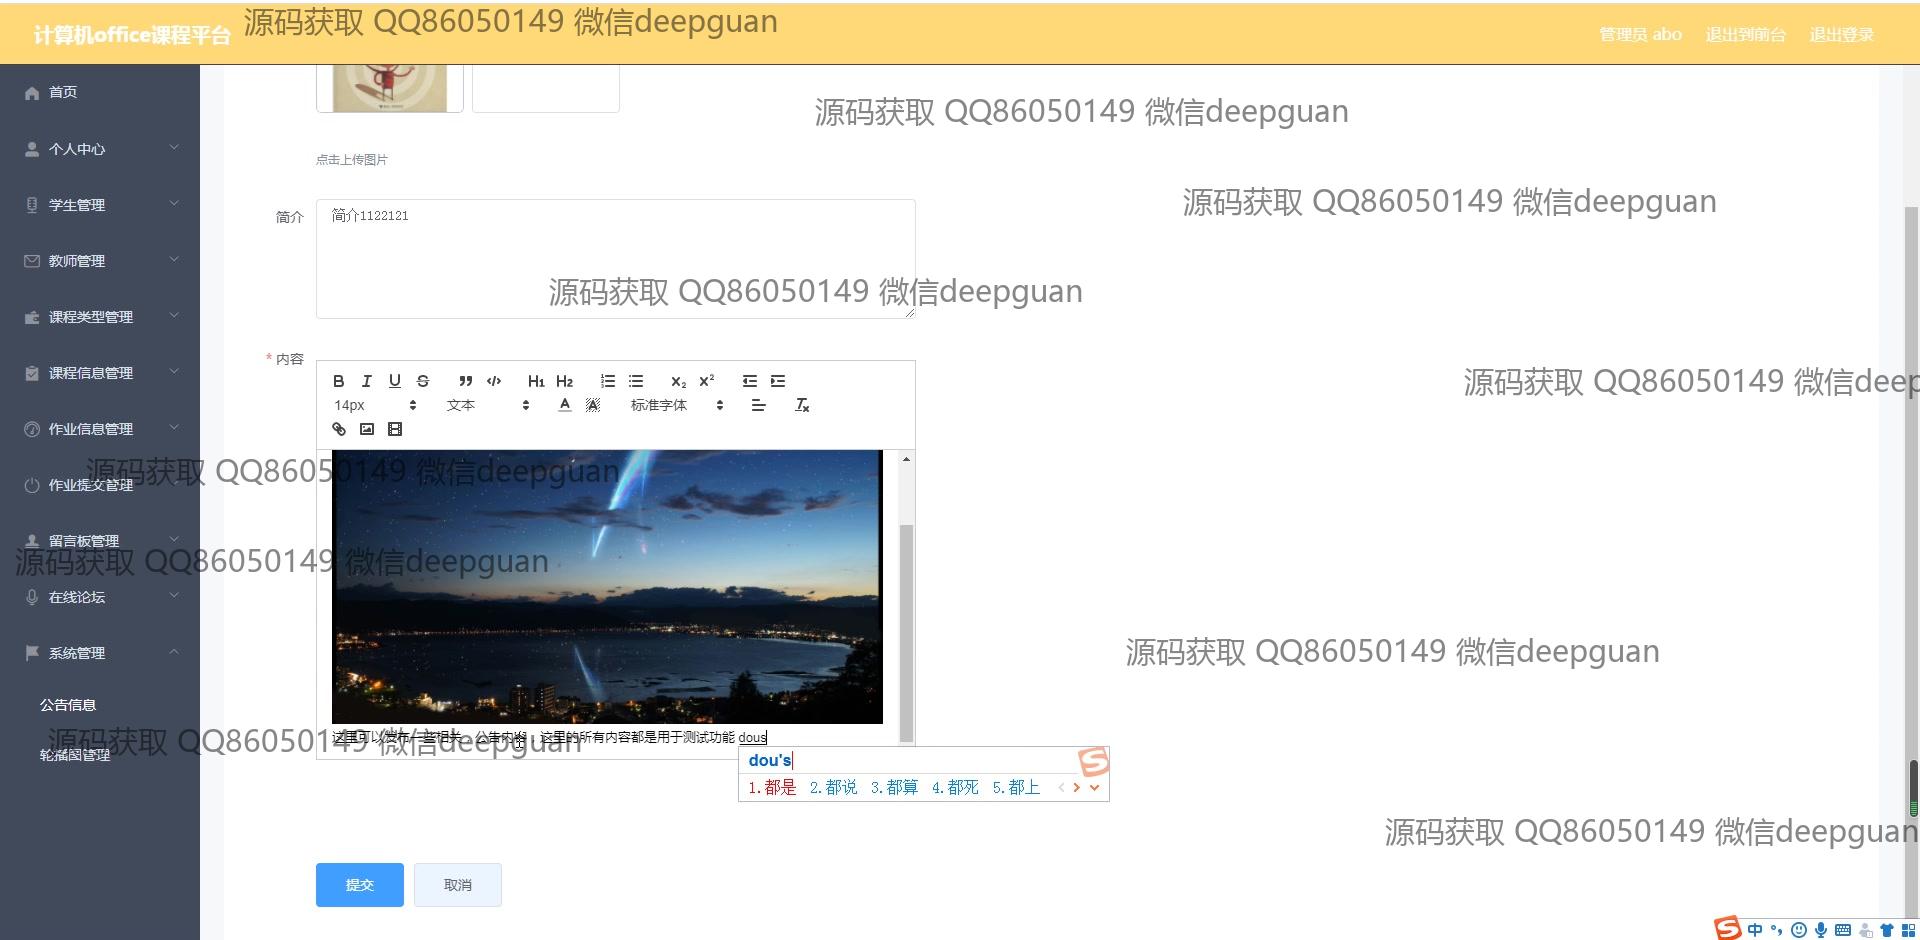 计算机office课程平台
源码获取 QQ86050149 微信deepguan
管理员 abo 退出到前台 退出登录
首页
源码获取 QQ86050149 微信deepguan
个人中心
点击上传图片
学生管理
简介
简介1122121
源码获取 QQ86050149 微信deepguan
教师管理
源码获取 QQ86050149 微信deepguan
课程类型管理
* 内容
课程信息管理
B I U S H1 H2 X2 X2
源码获取 QQ86050149 微信deep
14px 文本 A 标准字体 Tx
作业信息管理
源码获取 QQ86050149 微信deepguan
作业提交管理
留言板管理
源码获取 QQ86050149 微信deepguan
在线论坛
系统管理
源码获取 QQ86050149 微信deepguan
公告信息
源码获取 QQ86050149 微信deepguan
轮播图管理
这里可以发布一些相关，公告内容，这里的所有内容都是用于测试功能 dous
dou's
1.都是 2.都说 3.都算 4.都死 5.都上
源码获取 QQ86050149 微信deepguan
提交 取消
中